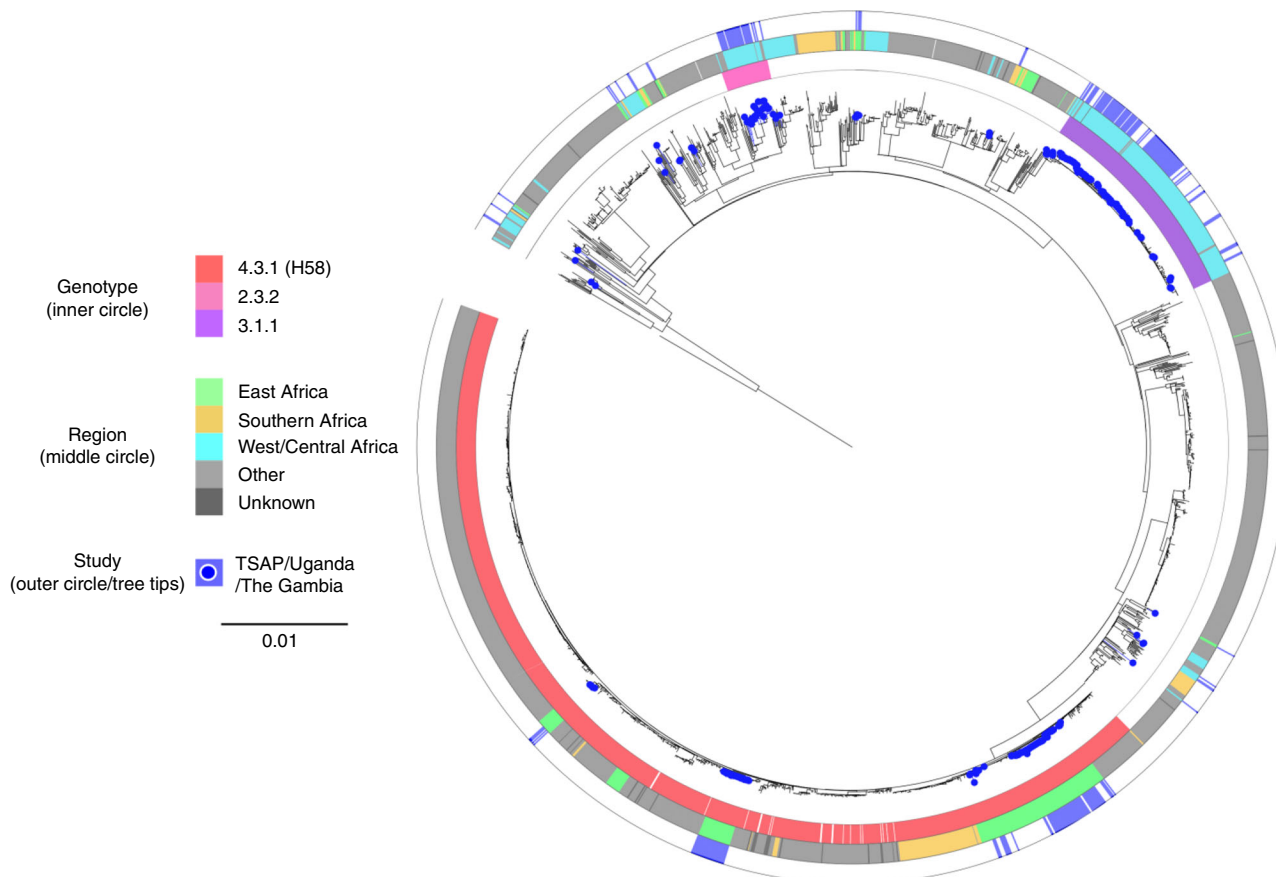 Genotype
(inner circle)
4.3.1 (H58)
2.3.2
3.1.1
Region
(middle circle)
East Africa
Southern Africa
West/Central Africa
Other
Unknown
Study
(outer circle/tree tips)
TSAP/Uganda
/The Gambia
0.01